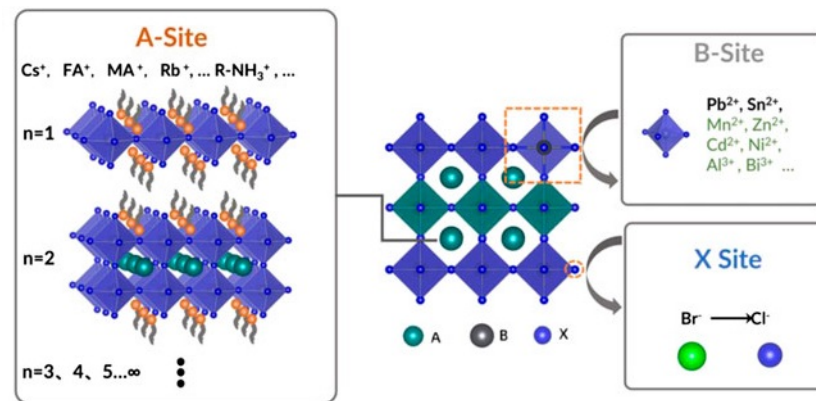 A-Site
Cs⁺, FA⁺, MA⁺, Rb⁺, ... R-NH₃⁺, ...
n=1
n=2
n=3、4、5...∞
A B X
B-Site
Pb²⁺, Sn²⁺,
Mn²⁺, Zn²⁺,
Cd²⁺, Ni²⁺,
Al³⁺, Bi³⁺ ...
X Site
Br⁻ ⟶Cl⁻